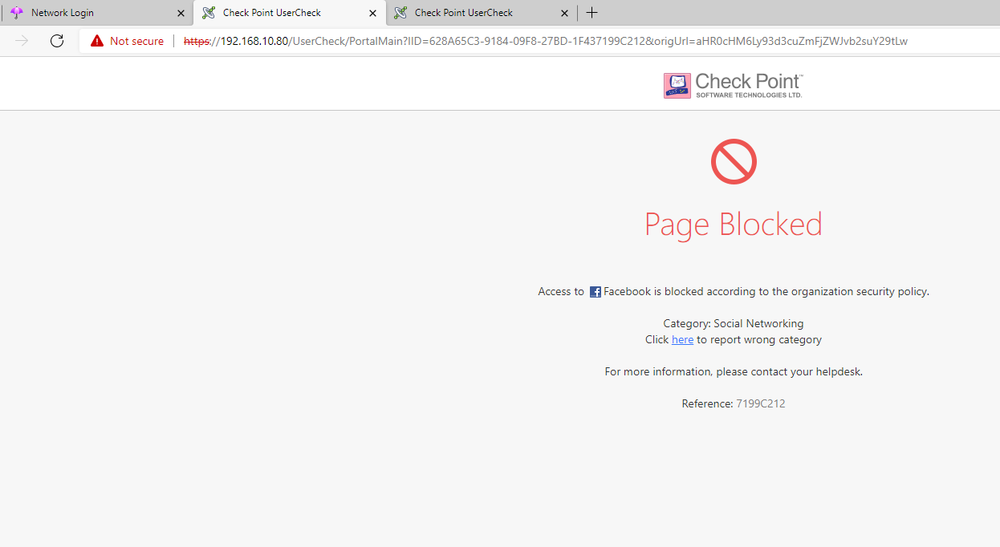 Network Login
Check Point UserCheck
Check Point UserCheck
Not secure
https://192.168.10.80/UserCheck/PortalMain?IID=628A65C3-9184-09F8-27BD-1F437199C212&origUrl=aHR0cHM6Ly93d3cuZmFjZWJvb2suY29tLw
Check Point™
SOFTWARE TECHNOLOGIES LTD.
Page Blocked
Access to Facebook is blocked according to the organization security policy.
Category: Social Networking
Click here to report wrong category
For more information, please contact your helpdesk.
Reference: 7199C212